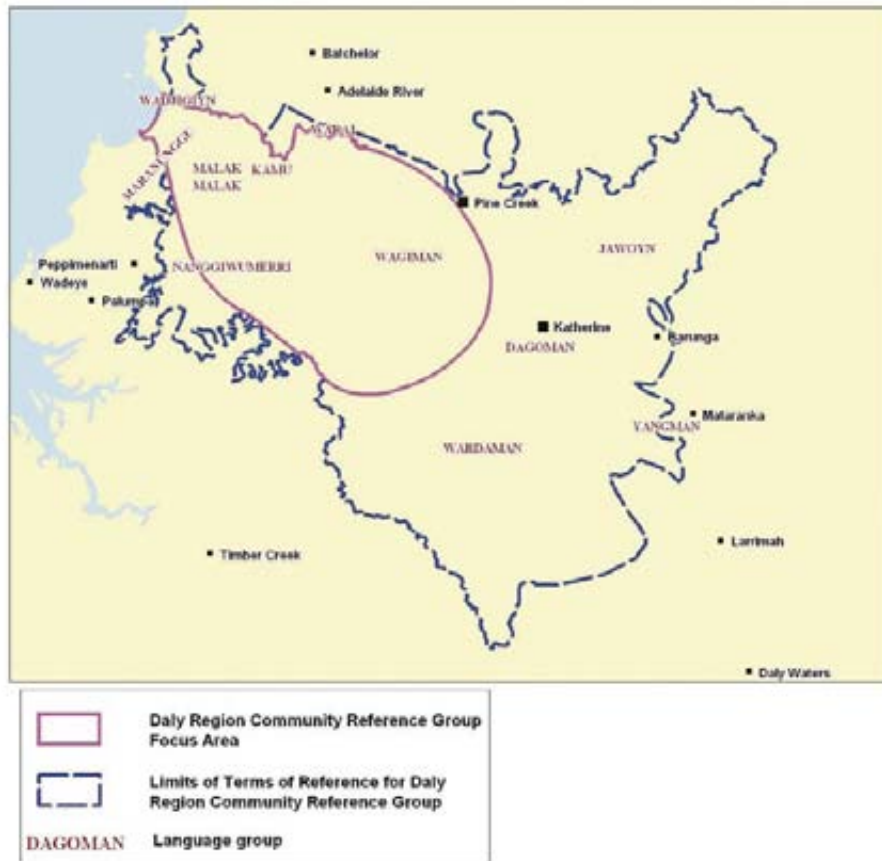 Balchelor
Adelaide River
WADJIGIYN
WARAI
MARANUNGGU
MALAK
MALAK
KAMU
Pine Creek
JAWOYN
WAGIMAN
Peppimenarti
NANGGIWUMERRI
Wadeye
Palumpa
Katherine
DAGOMAN
Barunga
Mataranka
YANGMAN
WARDAMAN
Timber Creek
Larrimah
Daly Waters
Daly Region Community Reference Group
Focus Area
Limits of Terms of Reference for Daly
Region Community Reference Group
DAGOMAN Language group